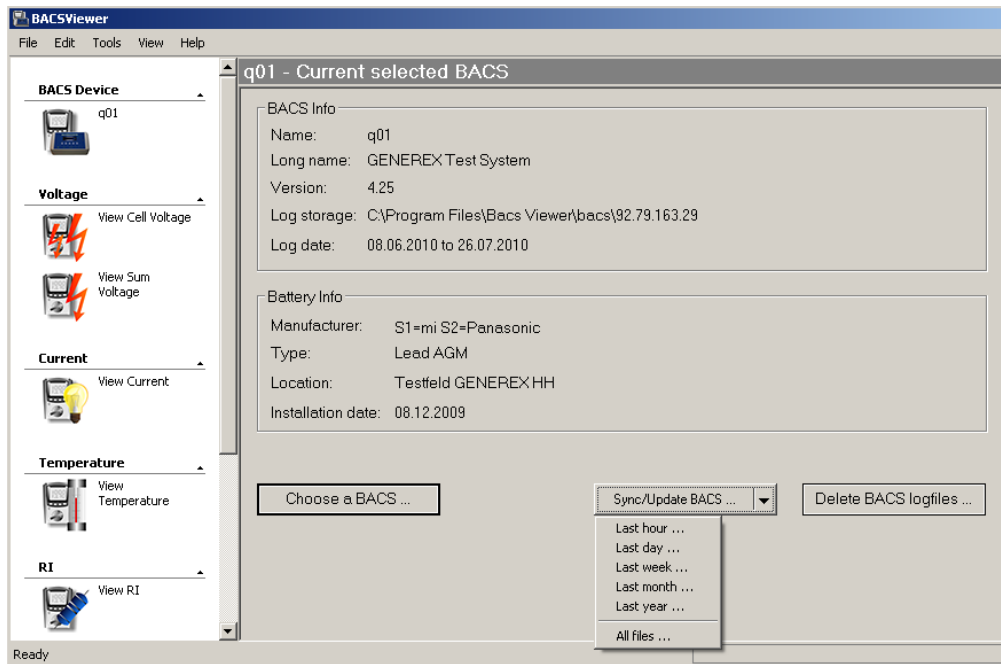 BACSViewer
File Edit Tools View Help
BACS Device
q01
Voltage
View Cell Voltage
View Sum
Voltage
Current
View Current
Temperature
View
Temperature
RI
View RI
q01 - Current selected BACS
BACS Info
Name: q01
Long name: GENEREX Test System
Version: 4.25
Log storage: C:\Program Files\Bacs Viewer\bacs\92.79.163.29
Log date: 08.06.2010 to 26.07.2010
Battery Info
Manufacturer: S1=mi S2=Panasonic
Type: Lead AGM
Location: Testfeld GENEREX HH
Installation date: 08.12.2009
Choose a BACS ... Sync/Update BACS ... Delete BACS logfiles ...
Last hour ...
Last day ...
Last week ...
Last month ...
Last year ...
All files ...
Ready